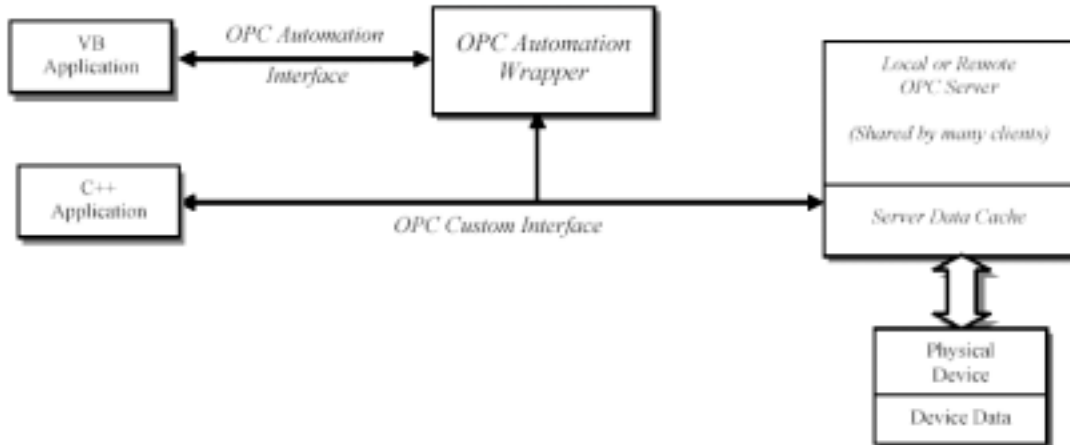 VB
Application
OPC Automation
Interface
OPC Automation
Wrapper
Local or Remote
OPC Server
(Shared by many clients)
C++
Application
OPC Custom Interface
Server Data Cache
Physical
Device
Device Data